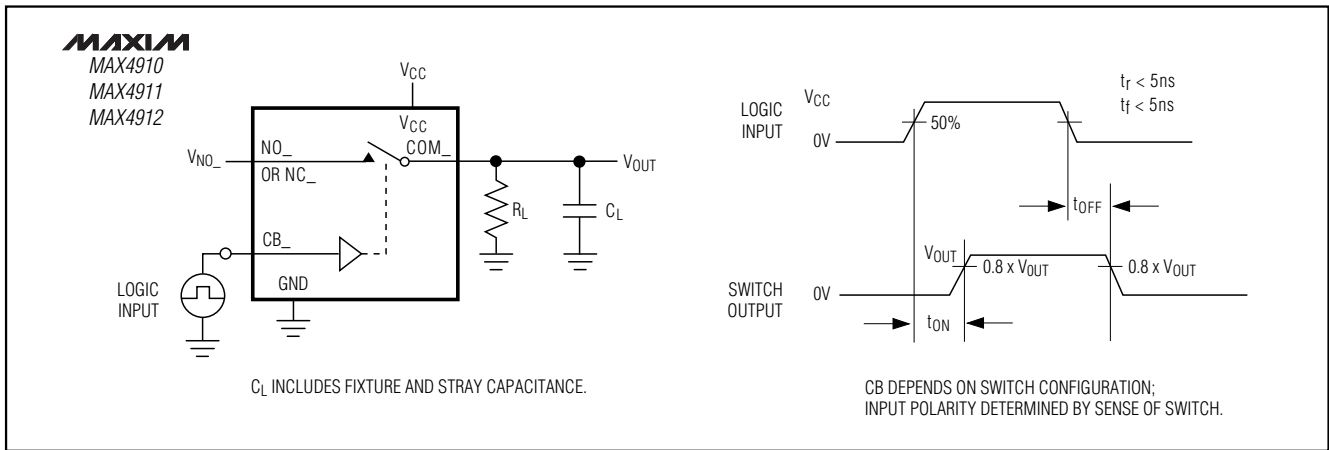 MAXIM
MAX4910
MAX4911
MAX4912
VCC
VCC
VNO_
NO_
OR NC_
COM_
VOUT
RL
CL
CB_
GND
LOGIC
INPUT
CL INCLUDES FIXTURE AND STRAY CAPACITANCE.
LOGIC
INPUT
VCC
0V
50%
tr < 5ns
tf < 5ns
tOFF
VOUT
0.8 x VOUT
0.8 x VOUT
SWITCH
OUTPUT
0V
tON
CB DEPENDS ON SWITCH CONFIGURATION;
INPUT POLARITY DETERMINED BY SENSE OF SWITCH.